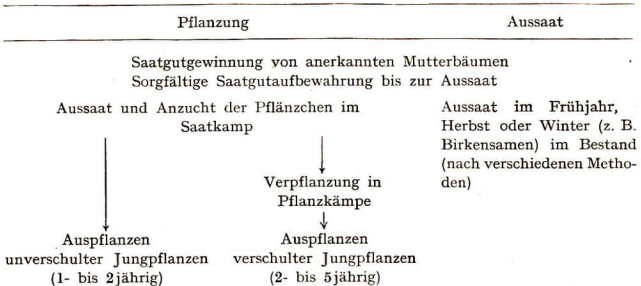 Pflanzung Aussaat
Saatgutgewinnung von anerkannten Mutterbäumen
Sorgfältige Saatgutaufbewahrung bis zur Aussaat
Aussaat und Anzucht der Pflänzchen im
Saatkamp
Aussaat im Frühjahr,
Herbst oder Winter (z. B.
Birkensamen) im Bestand
(nach verschiedenen Metho-
den)
Verpflanzung in
Pflanzkämpe
Auspflanzen
unverschulter Jungpflanzen
(1- bis 2jährig)
Auspflanzen
verschulter Jungpflanzen
(2- bis 5jährig)